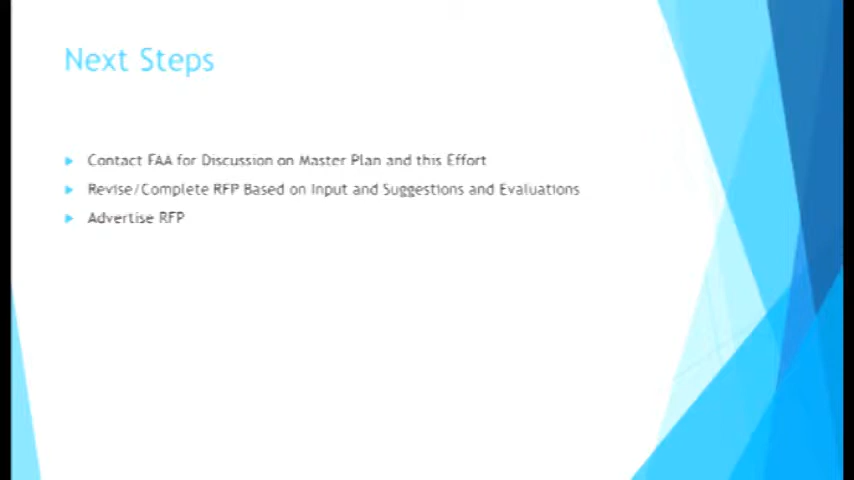 Next Steps
Contact FAA for Discussion on Master Plan and this Effort
Revise/Complete RFP Based on Input and Suggestions and Evaluations
Advertise RFP